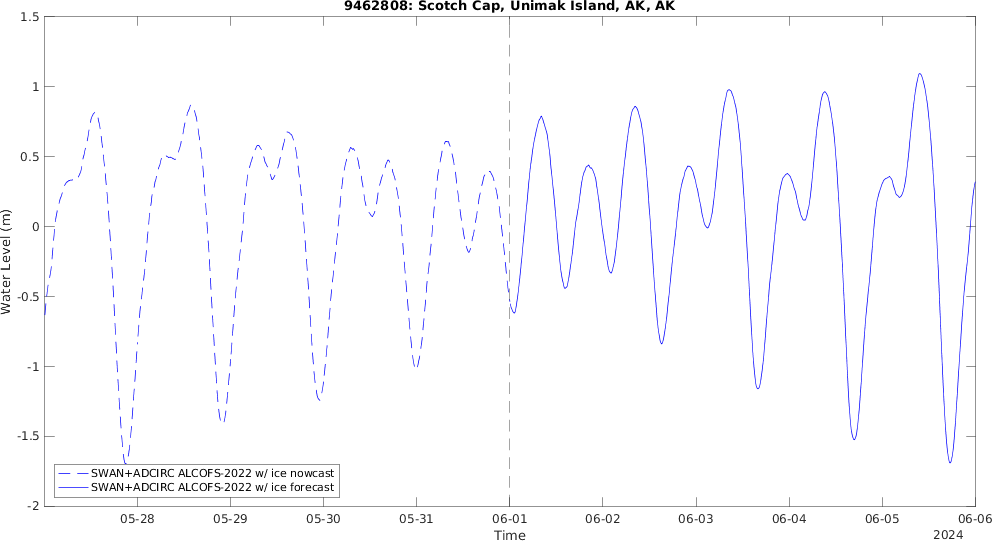 9462808: Scotch Cap, Unimak Island, AK, AK
1.5
1
0.5
0
-0.5
-1
-1.5
-2
Water Level (m)
SWAN+ADCIRC ALCOFS-2022 w/ ice nowcast
SWAN+ADCIRC ALCOFS-2022 w/ ice forecast
05-28 05-29 05-30 05-31 06-01 06-02 06-03 06-04 06-05 06-06
Time
2024